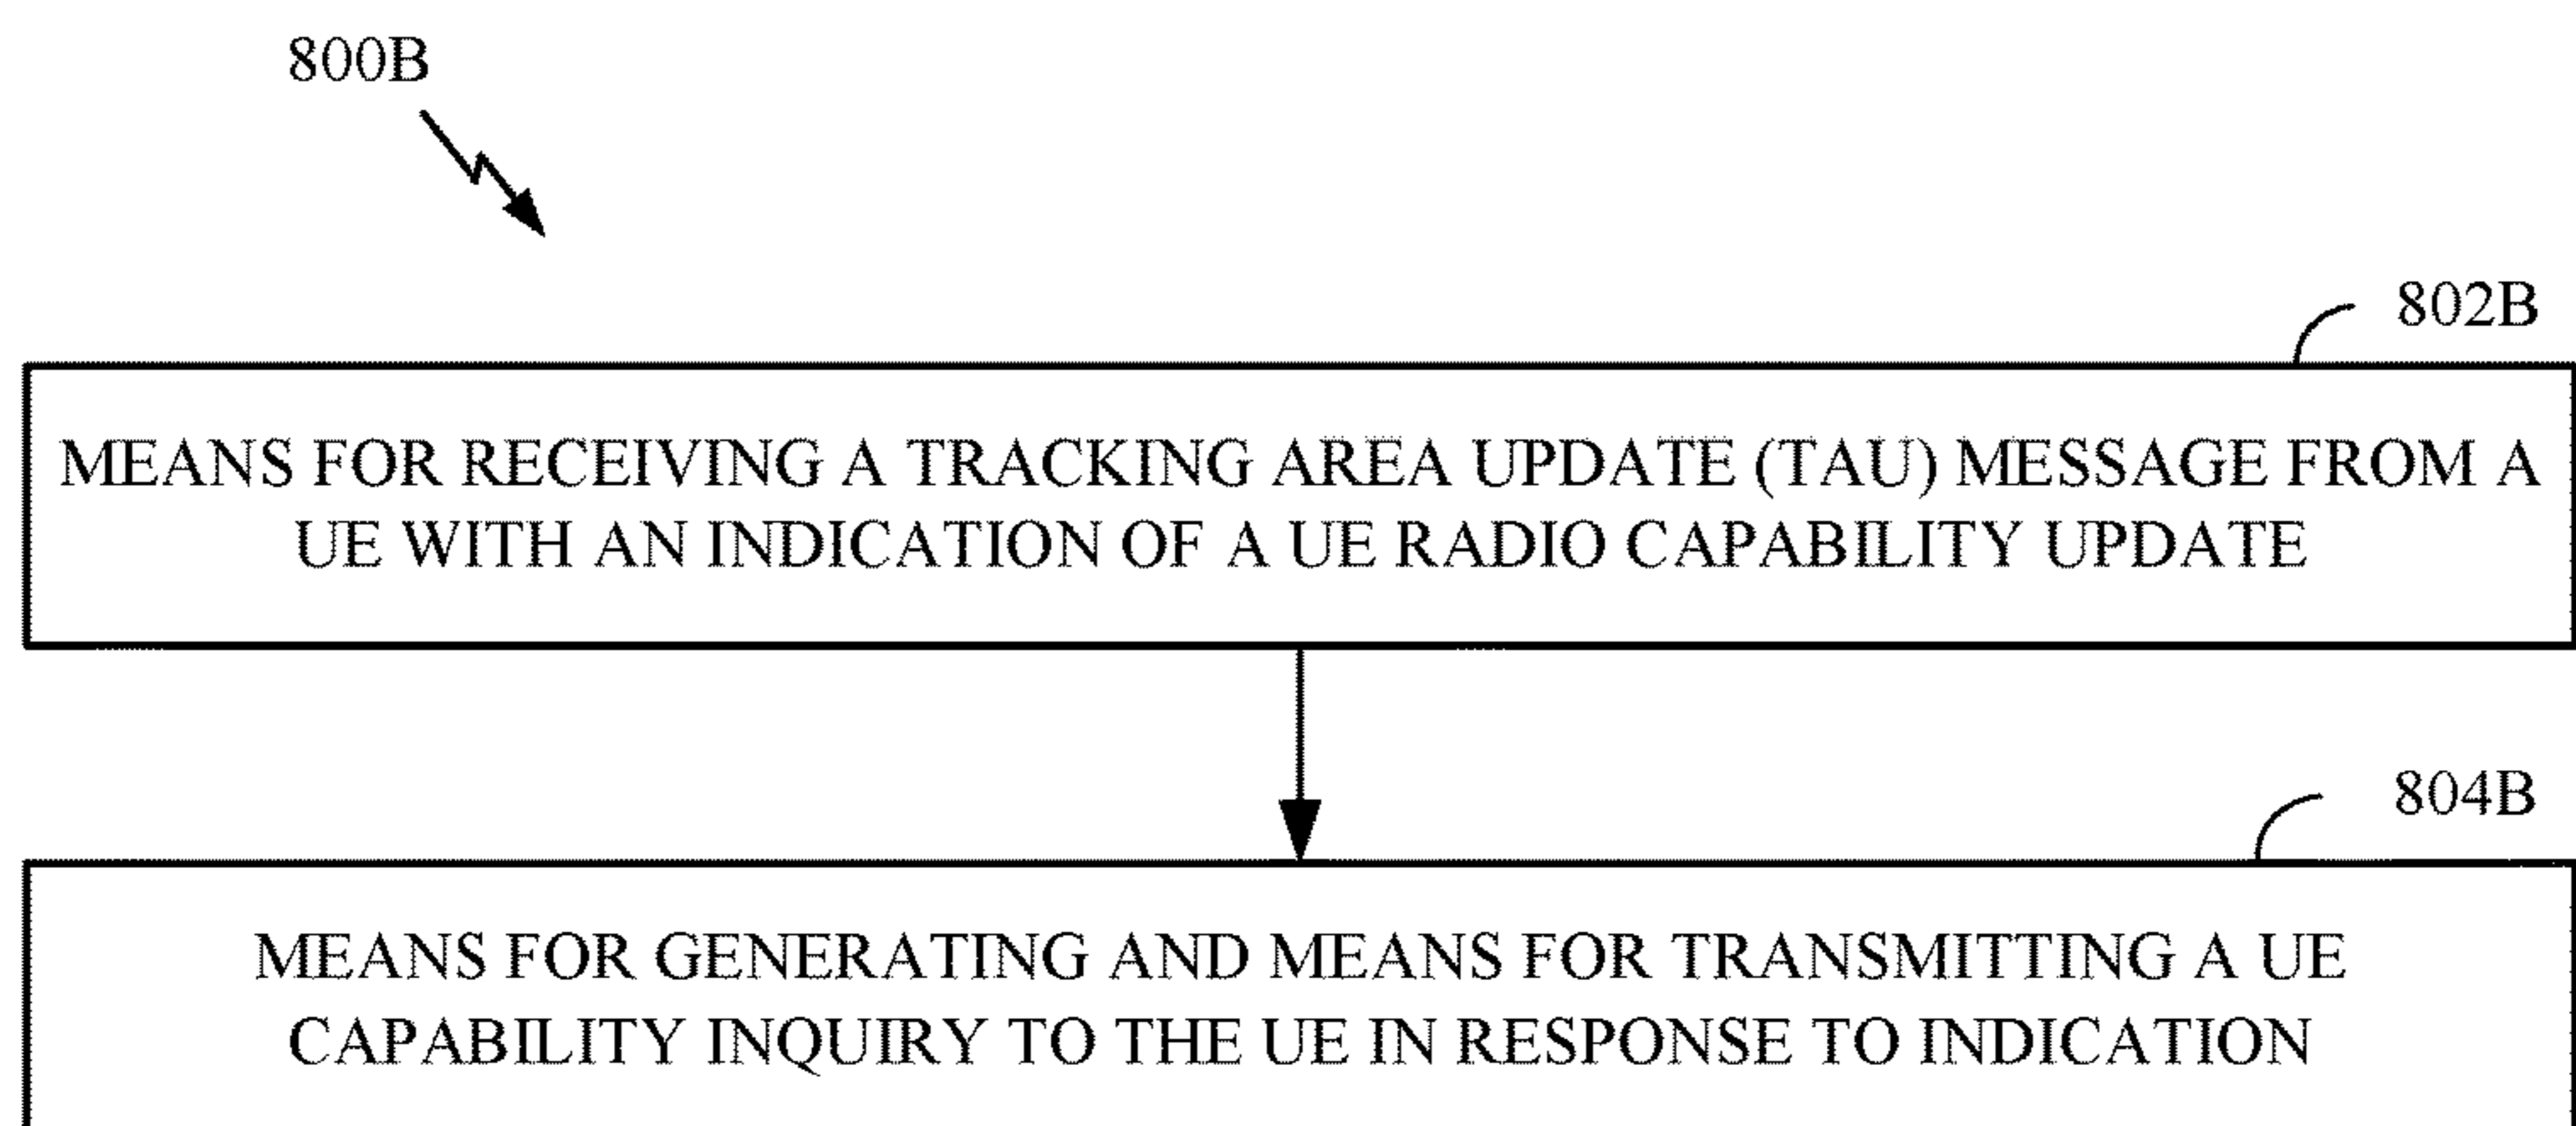 800B
802B
MEANS FOR RECEIVING A TRACKING AREA UPDATE (TAU) MESSAGE FROM A
UE WITH AN INDICATION OF A UE RADIO CAPABILITY UPDATE
804B
MEANS FOR GENERATING AND MEANS FOR TRANSMITTING A UE
CAPABILITY INQUIRY TO THE UE IN RESPONSE TO INDICATION